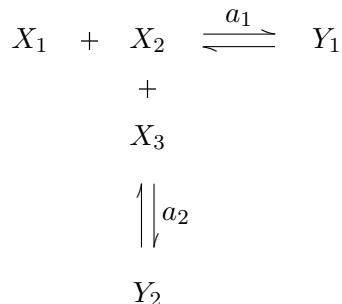 a₁
X₁ + X₂ ⇌ Y₁
+
X₃
a₂
Y₂